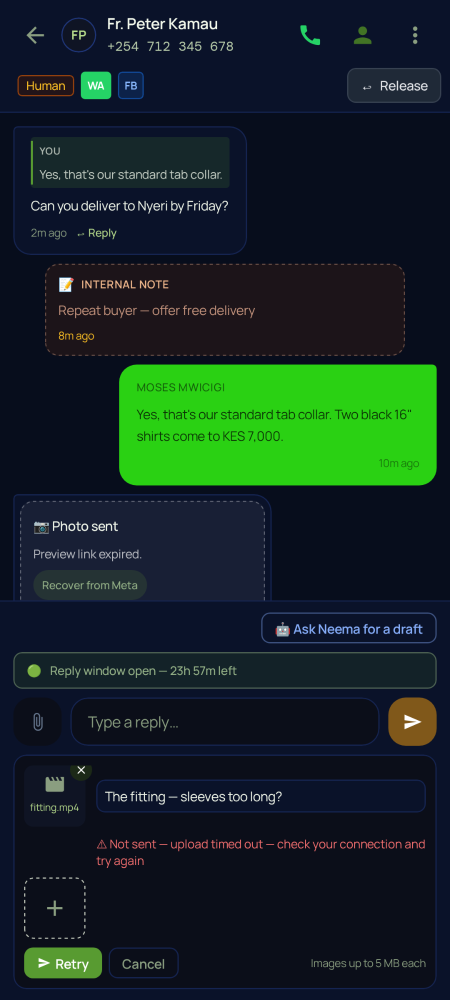 FP
Fr. Peter Kamau
+254 712 345 678
Human
WA
FB
Release
YOU
Yes, that's our standard tab collar.
Can you deliver to Nyeri by Friday?
2m ago
Reply
INTERNAL NOTE
Repeat buyer — offer free delivery
8m ago
MOSES MWICIGI
Yes, that's our standard tab collar. Two black 16"
shirts come to KES 7,000.
10m ago
Photo sent
Preview link expired.
Recover from Meta
Ask Neema for a draft
Reply window open — 23h 57m left
Type a reply…
fitting.mp4
The fitting — sleeves too long?
Not sent — upload timed out — check your connection and
try again
Retry
Cancel
Images up to 5 MB each